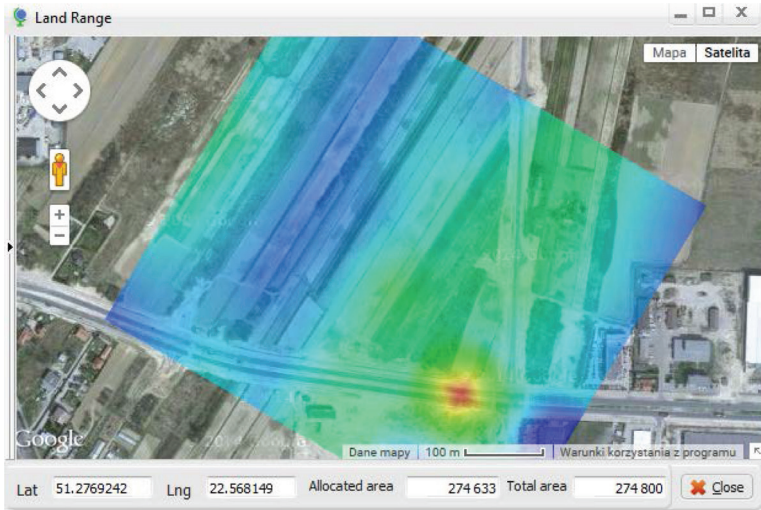 Land Range
Mapa Satelita
Google
Dane mapy 100 m Warunki korzystania z programu
Lat 51.2769242 Lng 22.568149 Allocated area 274 633 Total area 274 800 Close